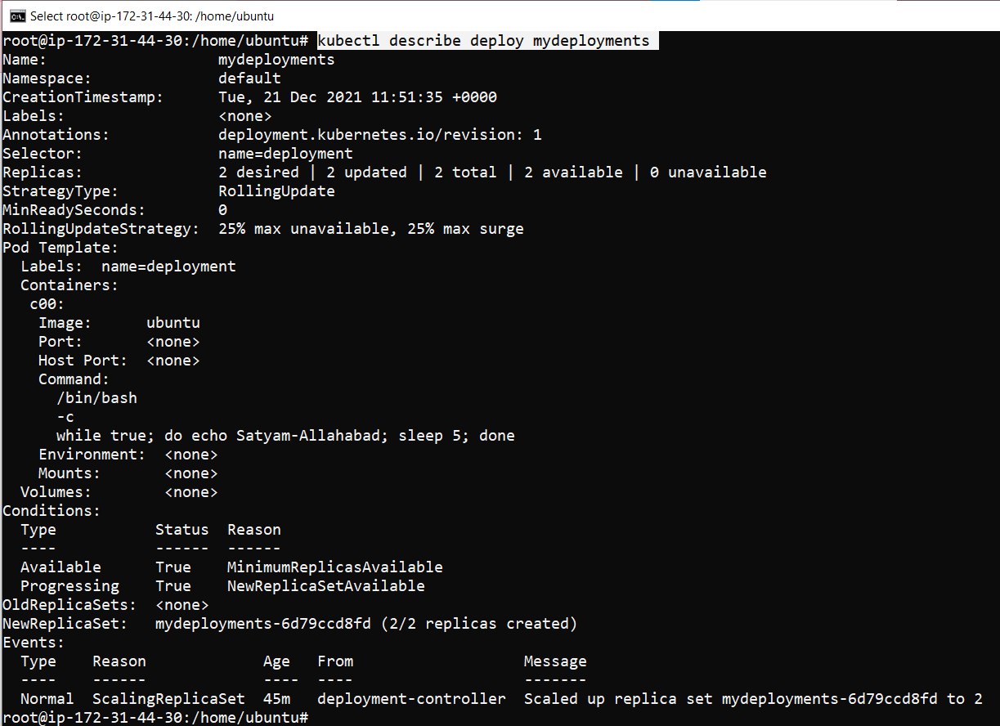 Select root@ip-172-31-44-30: /home/ubuntu
root@ip-172-31-44-30:/home/ubuntu# kubectl describe deploy mydeployments
Name:                   mydeployments
Namespace:              default
CreationTimestamp:      Tue, 21 Dec 2021 11:51:35 +0000
Labels:                 <none>
Annotations:            deployment.kubernetes.io/revision: 1
Selector:               name=deployment
Replicas:               2 desired | 2 updated | 2 total | 2 available | 0 unavailable
StrategyType:           RollingUpdate
MinReadySeconds:        0
RollingUpdateStrategy:  25% max unavailable, 25% max surge
Pod Template:
  Labels:  name=deployment
  Containers:
   c00:
    Image:      ubuntu
    Port:       <none>
    Host Port:  <none>
    Command:
      /bin/bash
      -c
      while true; do echo Satyam-Allahabad; sleep 5; done
    Environment:  <none>
    Mounts:       <none>
  Volumes:        <none>
Conditions:
  Type           Status  Reason
  ----           ------  ------
  Available      True    MinimumReplicasAvailable
  Progressing    True    NewReplicaSetAvailable
OldReplicaSets:  <none>
NewReplicaSet:   mydeployments-6d79ccd8fd (2/2 replicas created)
Events:
  Type    Reason             Age   From                   Message
  ----    ------             ----  ----                   -------
  Normal  ScalingReplicaSet  45m   deployment-controller  Scaled up replica set mydeployments-6d79ccd8fd to 2
root@ip-172-31-44-30:/home/ubuntu#